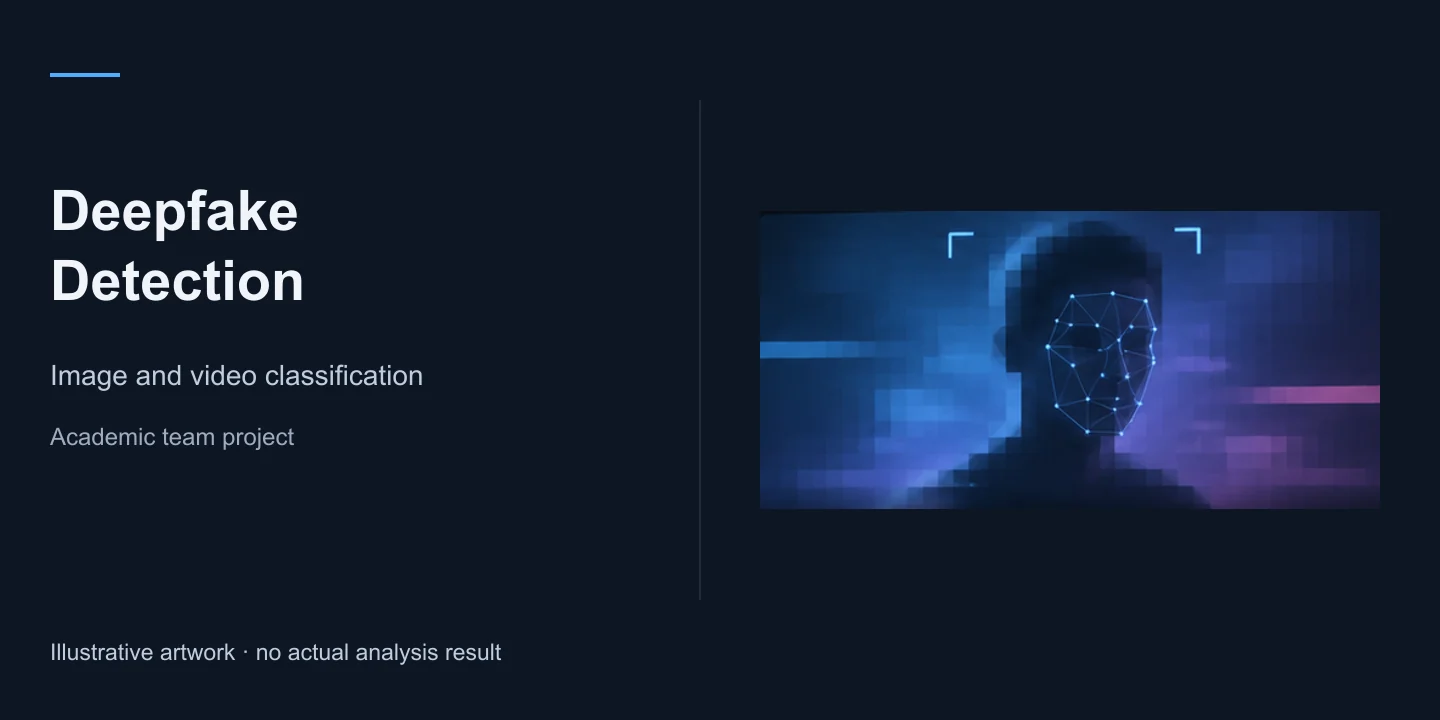 Deepfake
Detection
Image and video classification
Academic team project
Illustrative artwork · no actual analysis result